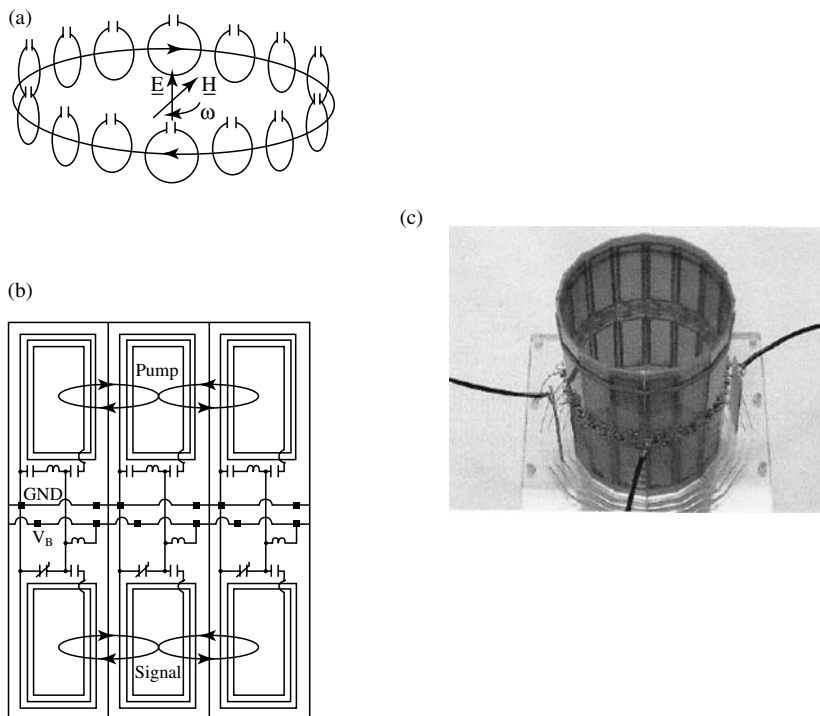 (a)
E H
ω
(b)
(c)
Pump
GND
V_B
Signal